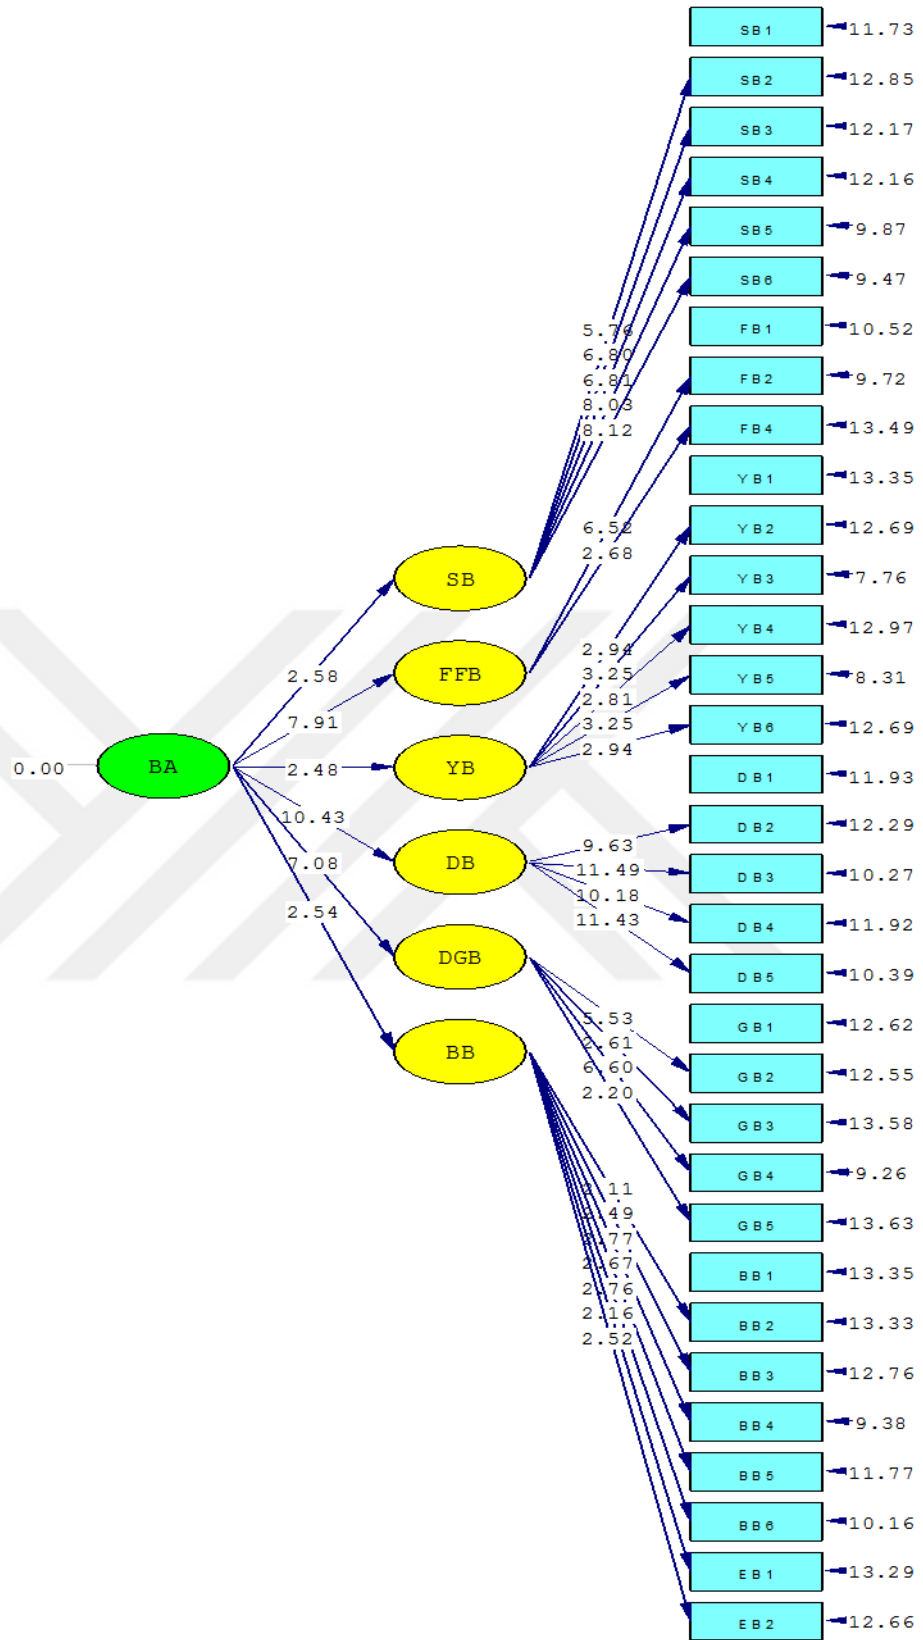 SB1 11.73
SB2 12.85
SB3 12.17
SB4 12.16
SB5 9.87
SB6 9.47
FB1 10.52
FB2 9.72
FB4 13.49
YB1 13.35
YB2 12.69
YB3 7.76
YB4 12.97
YB5 8.31
YB6 12.69
DB1 11.93
DB2 12.29
DB3 10.27
DB4 11.92
DB5 10.39
GB1 12.62
GB2 12.55
GB3 13.58
GB4 9.26
GB5 13.63
BB1 13.35
BB2 13.33
BB3 12.76
BB4 9.38
BB5 11.77
BB6 10.16
EB1 13.29
EB2 12.66
5.76
6.80
6.81
8.03
8.12
6.52
2.68
2.94
3.25
2.81
3.25
2.94
9.63
11.49
10.18
11.43
5.53
2.61
6.60
2.20
2.76
2.16
2.52
SB
FFB
YB
DB
DGB
BB
2.58
7.91
2.48
10.43
7.08
2.54
0.00 BA